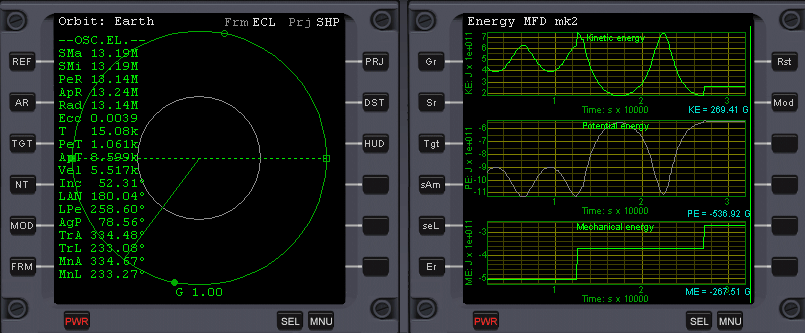 Orbit: Earth Frm ECL Prj SHP
--OSC.EL.--
SMa 13.19M
SMi 13.19M
PeR 13.14M
ApR 13.24M
Rad 13.14M
Ecc 0.0039
T 15.08k
PeT 1.061k
ApT 8.599k
Vel 5.517k
Inc 52.31°
LAN 180.04°
LPe 258.60°
AgP 78.56°
TrA 334.48°
TrL 233.08°
MnA 334.67°
MnL 233.27°
G 1.00
REF
AR
TGT
NT
MOD
FRM
PRJ
DST
HUD
PWR
SEL
MNU
Energy MFD mk2
Kinetic energy
KE: J x 1e+011
7
6
5
4
3
2
1
2
3
Time: s x 10000
KE = 269.41 G
Potential energy
PE: J x 1e+011
-6
-7
-8
-9
-10
-11
1
2
3
Time: s x 10000
PE = -536.92 G
Mechanical energy
ME: J x 1e+011
-3
-4
-5
1
2
3
Time: s x 10000
ME = -267.51 G
Gr
Sr
Tgt
sAm
seL
Er
Rst
Mod
PWR
SEL
MNU